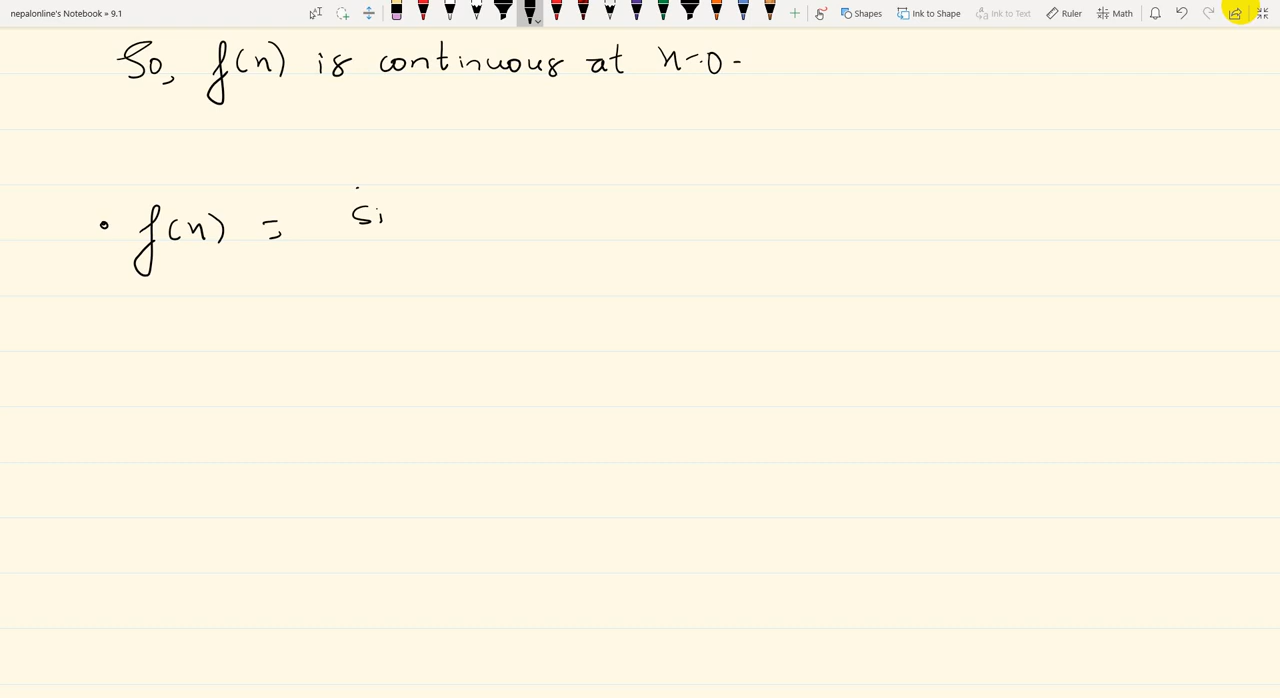 nepalonline's Notebook » 9.1
Shapes
Ink to Shape
Ink to Text
Ruler
Math
So, f(x) is continuous at x=0.
• f(x) = si